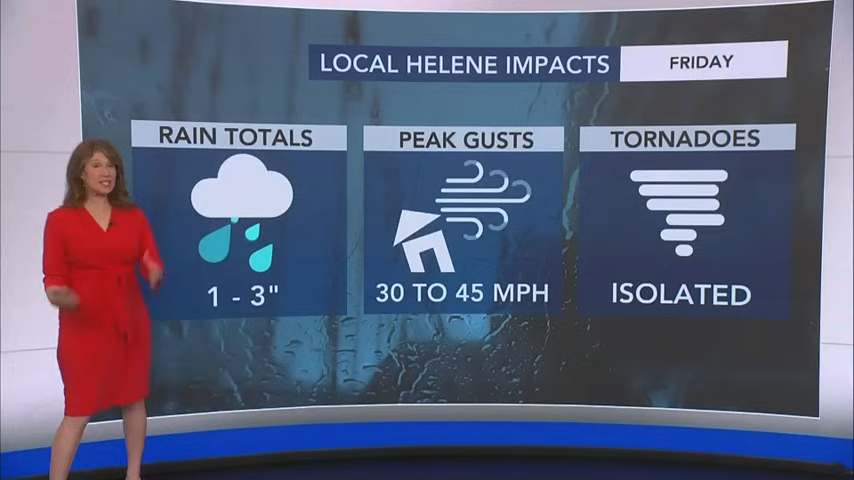 LOCAL HELENE IMPACTS
FRIDAY
RAIN TOTALS
1 - 3"
PEAK GUSTS
30 TO 45 MPH
TORNADOES
ISOLATED